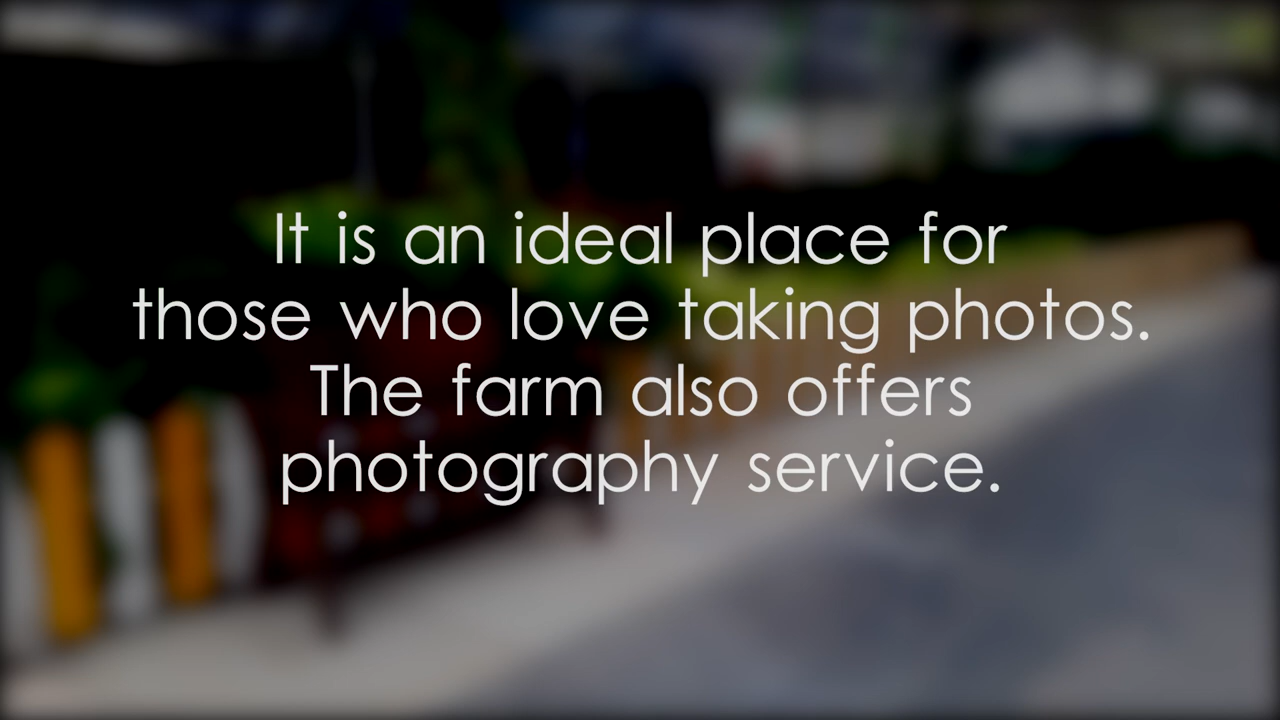 It is an ideal place for
those who love taking photos.
The farm also offers
photography service.